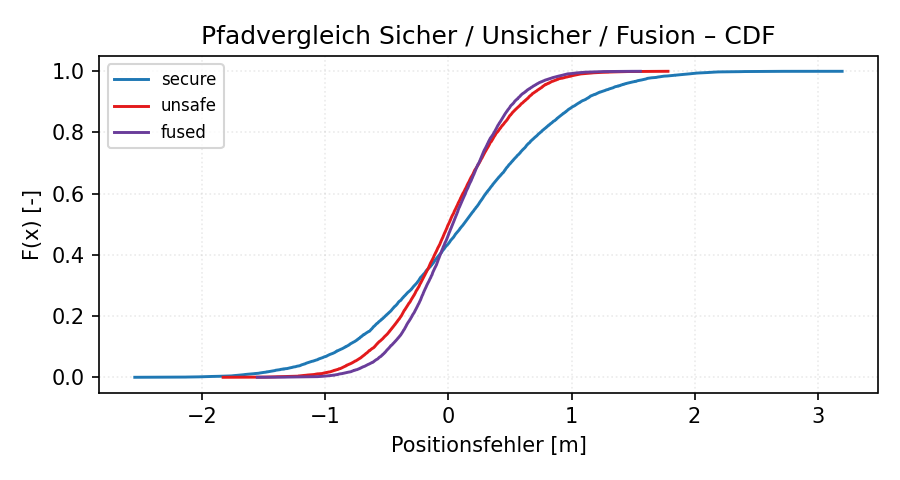 Pfadvergleich Sicher / Unsicher / Fusion – CDF
secure
unsafe
fused
F(x) [-]
1.0
0.8
0.6
0.4
0.2
0.0
−2
−1
0
1
2
3
Positionsfehler [m]